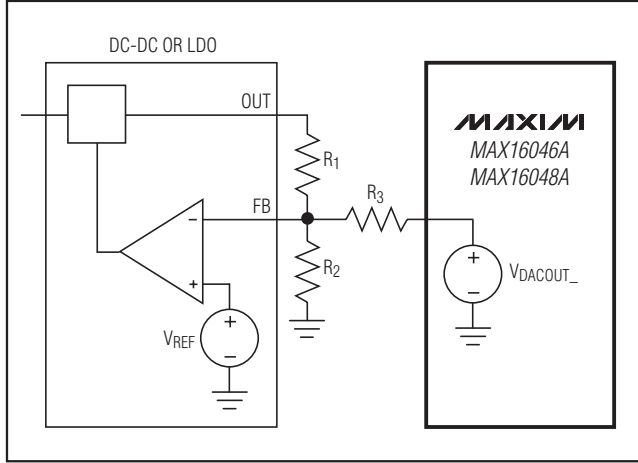 DC-DC OR LDO
OUT
MAXIM
MAX16046A
MAX16048A
R1
R3
FB
−
R2
+
+
VDACOUT_
−
+
VREF
−